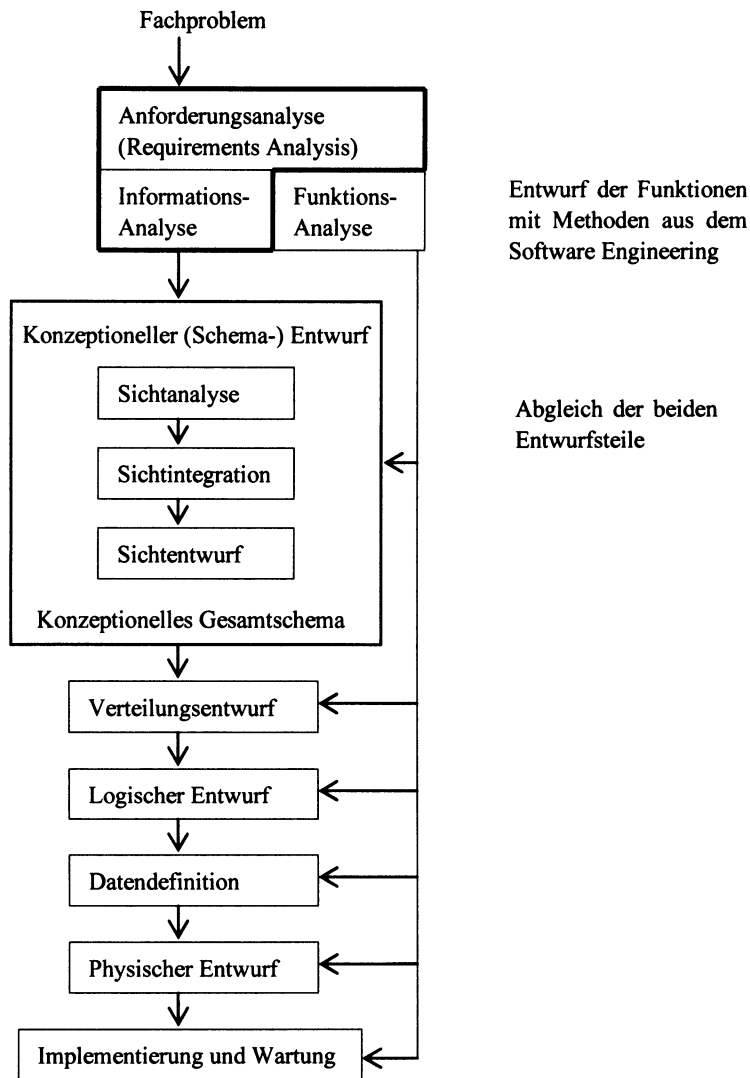 Fachproblem
Anforderungsanalyse
(Requirements Analysis)
Informations-
Analyse
Funktions-
Analyse
Entwurf der Funktionen
mit Methoden aus dem
Software Engineering
Konzeptioneller (Schema-) Entwurf
Sichtanalyse
Sichtintegration
Sichtentwurf
Konzeptionelles Gesamtschema
Abgleich der beiden
Entwurfsteile
Verteilungsentwurf
Logischer Entwurf
Datendefinition
Physischer Entwurf
Implementierung und Wartung